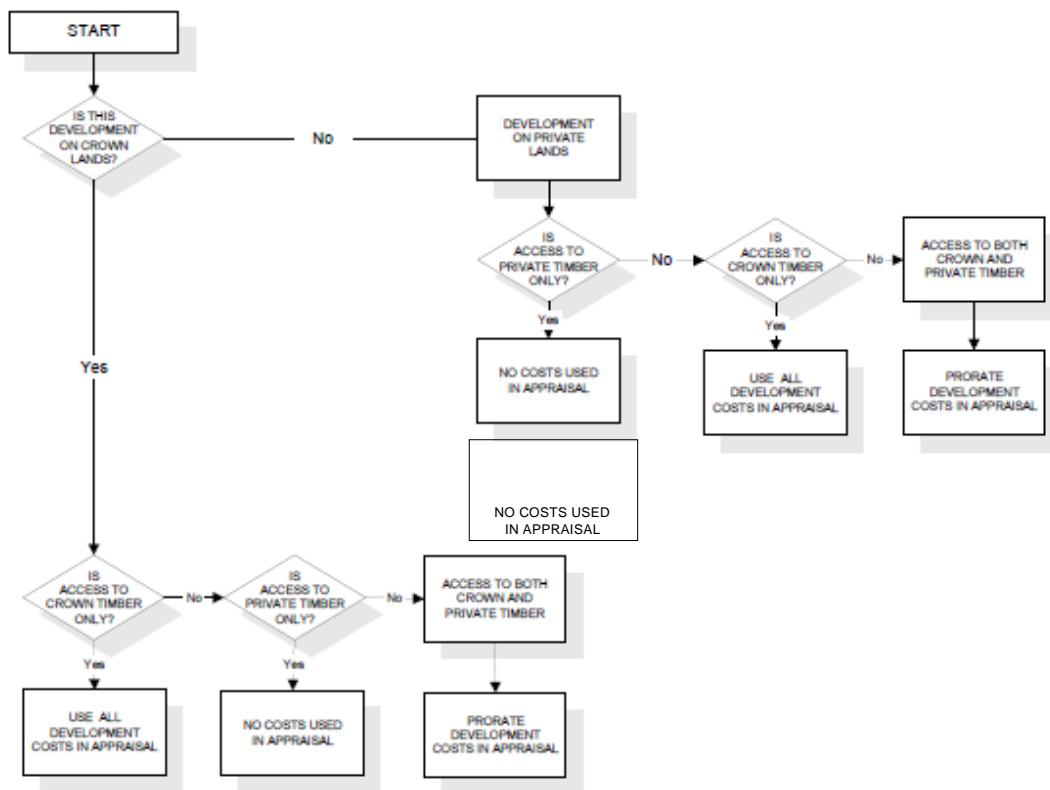 START
IS THIS
DEVELOPMENT
ON CROWN
LANDS?
No
DEVELOPMENT
ON PRIVATE
LANDS
IS
ACCESS TO
PRIVATE TIMBER
ONLY?
No
IS
ACCESS TO
CROWN TIMBER
ONLY?
No
ACCESS TO BOTH
CROWN AND
PRIVATE TIMBER
Yes
Yes
Yes
NO COSTS USED
IN APPRAISAL
USE ALL
DEVELOPMENT
COSTS IN APPRAISAL
PRORATE
DEVELOPMENT
COSTS IN APPRAISAL
NO COSTS USED
IN APPRAISAL
IS
ACCESS TO
CROWN TIMBER
ONLY?
No
IS
ACCESS TO
PRIVATE TIMBER
ONLY?
No
ACCESS TO BOTH
CROWN AND
PRIVATE TIMBER
Yes
Yes
USE ALL
DEVELOPMENT
COSTS IN APPRAISAL
NO COSTS USED
IN APPRAISAL
PRORATE
DEVELOPMENT
COSTS IN APPRAISAL